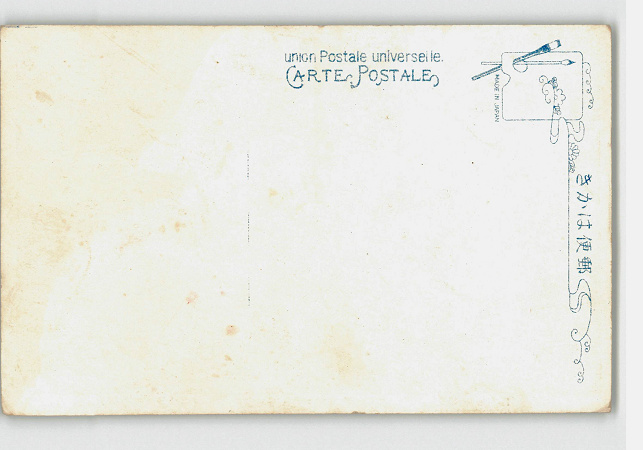 union Postale universelle.
CARTE POSTALE
MADE IN JAPAN
きかは便郵